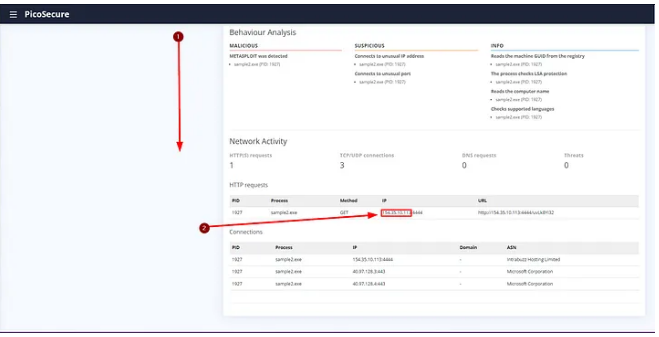 PicoSecure
1
Behaviour Analysis
MALICIOUS SUSPICIOUS INFO
METASPLOIT was detected Connects to unusual IP address Reads the machine GUID from the registry
sample2.exe (PID: 1927) sample2.exe (PID: 1927) sample2.exe (PID: 1927)
Connects to unusual port The process checks LSA protection
sample2.exe (PID: 1927) sample2.exe (PID: 1927)
Reads the computer name
sample2.exe (PID: 1927)
Checks supported languages
sample2.exe (PID: 1927)
Network Activity
HTTP(S) requests TCP/UDP connections DNS requests Threats
1 3 0 0
HTTP requests
PID Process Method IP URL
1927 sample2.exe GET 154.35.10.113:4444
2
Connections
PID Process IP Domain ASN
1927 sample2.exe 154.35.10.113:4444 - Intrabuzz Hosting Limited
1927 sample2.exe 40.97.128.3:443 - Microsoft Corporation
1927 sample2.exe 40.97.128.4:443 - Microsoft Corporation